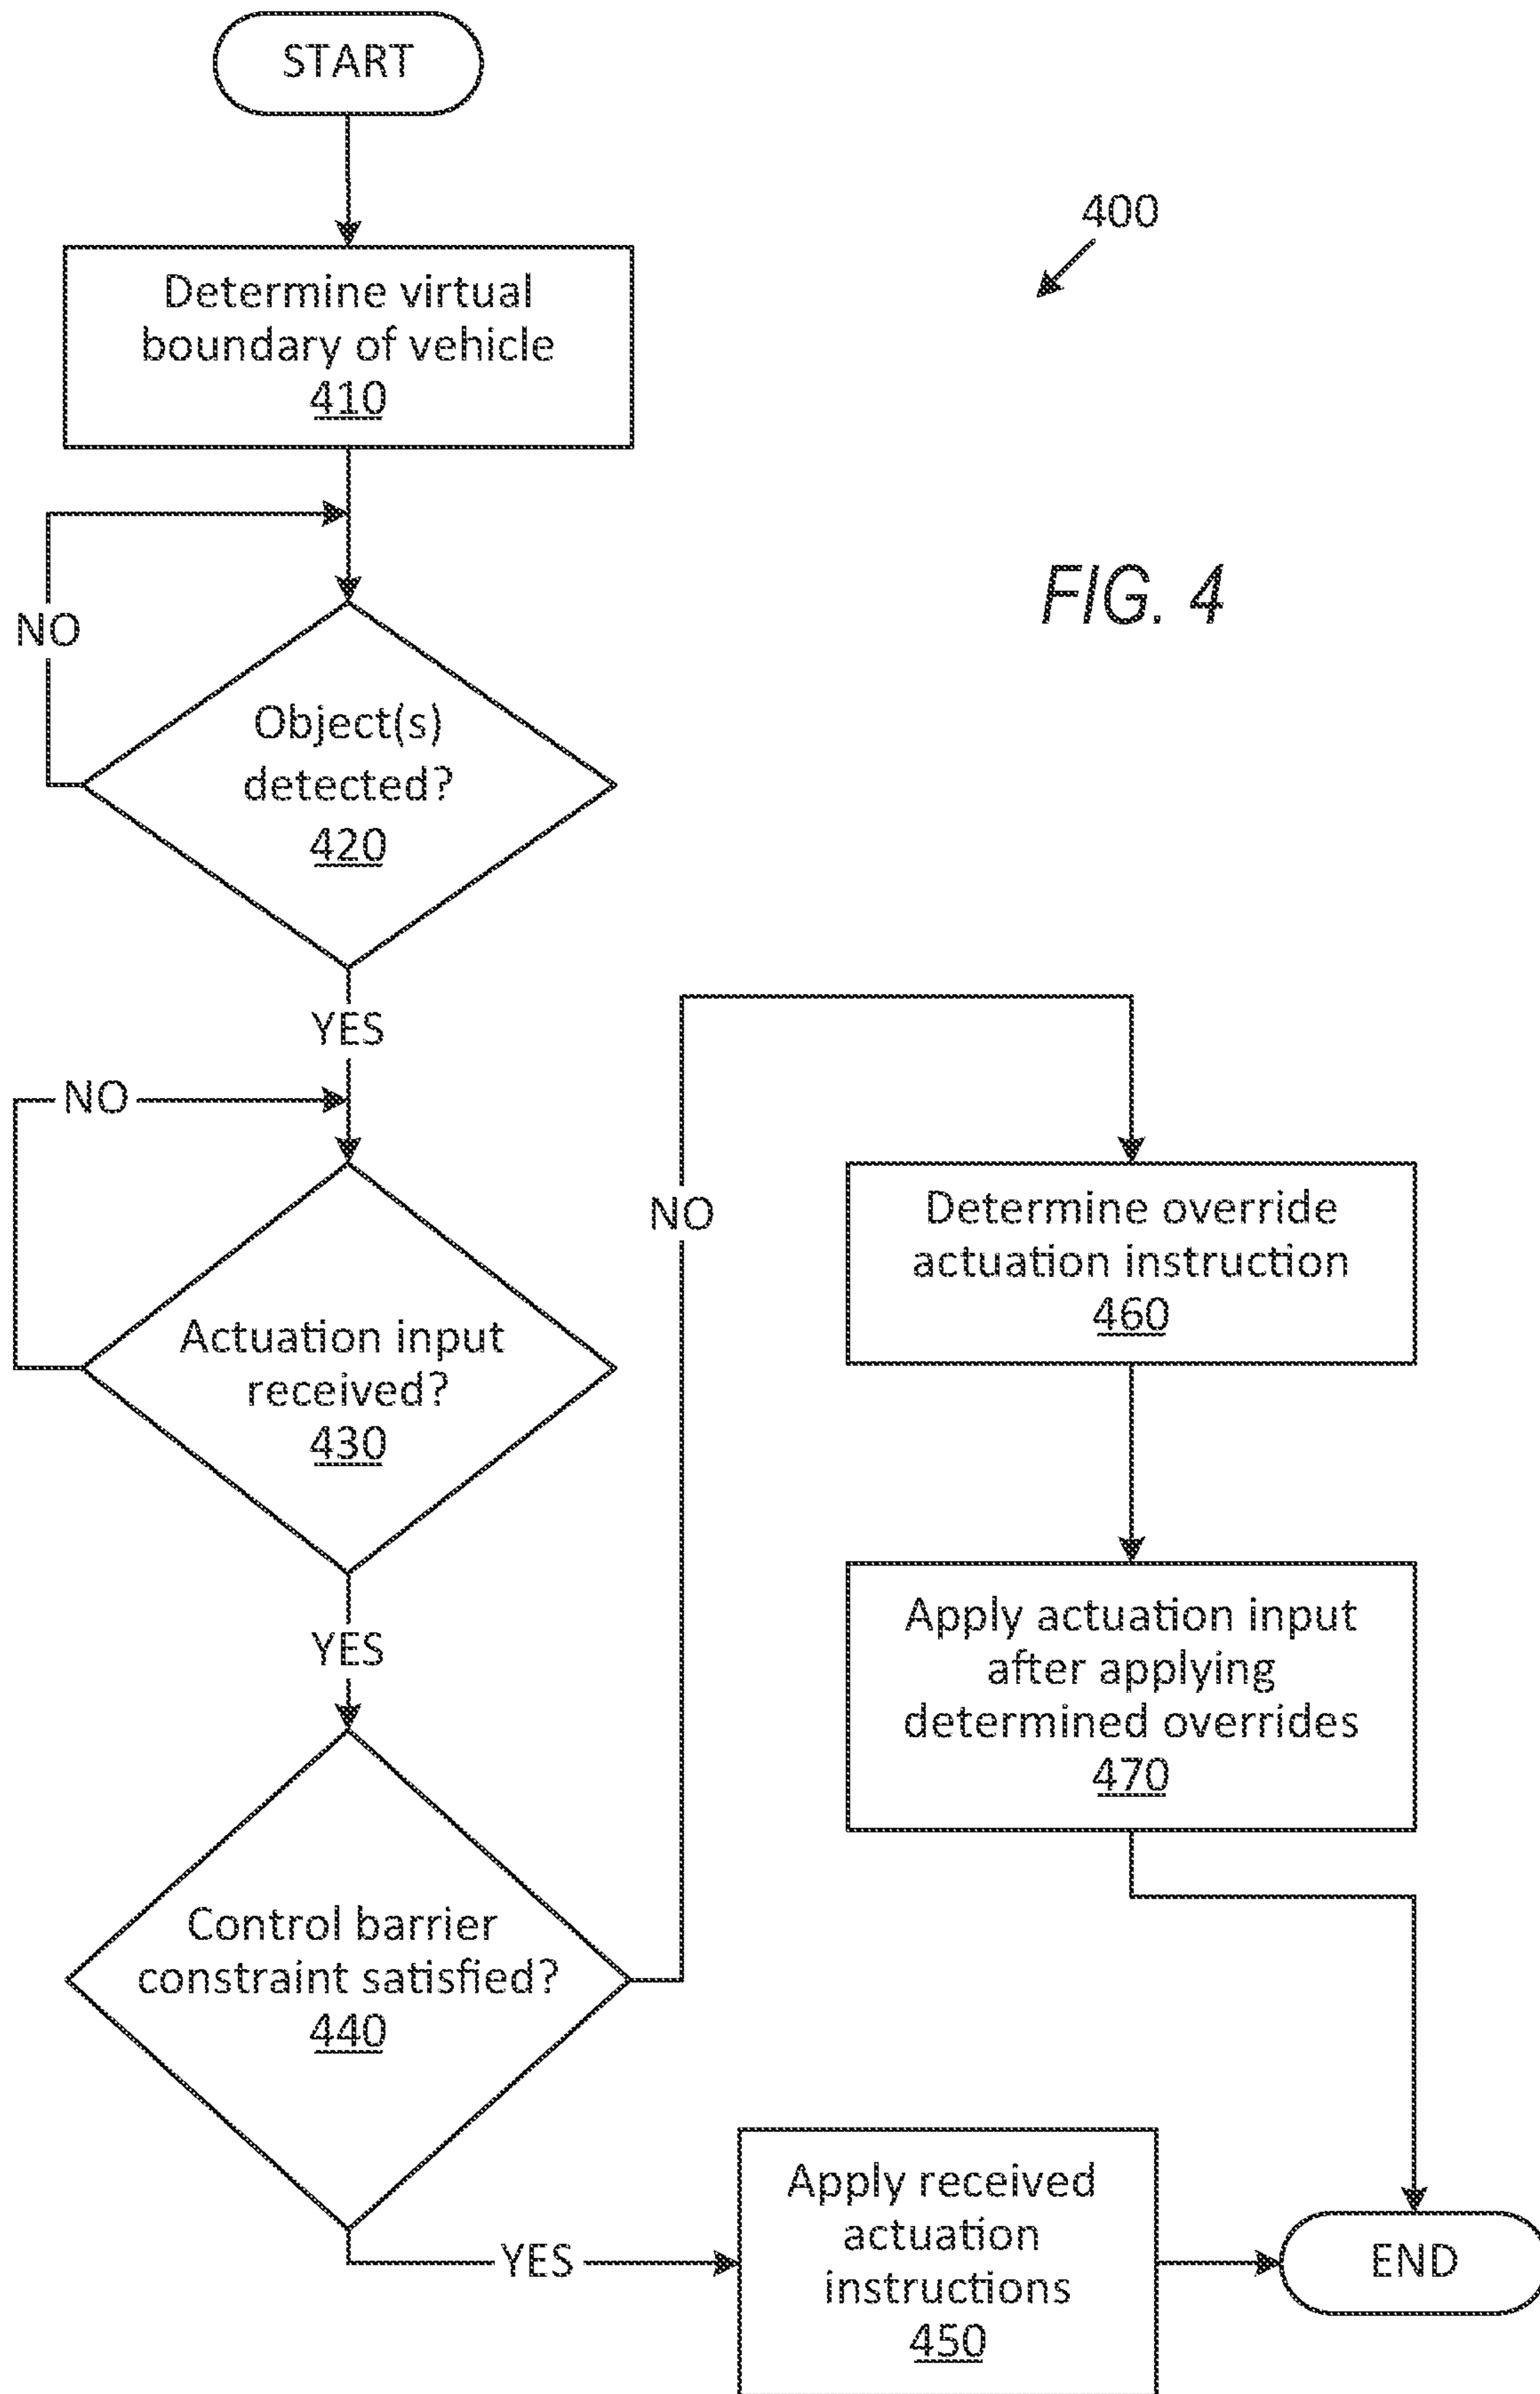 START
400
Determine virtual
boundary of vehicle
410
FIG. 4
NO
Object(s)
detected?
420
YES
NO
Actuation input
received?
430
YES
Control barrier
constraint satisfied?
440
NO
Determine override
actuation instruction
460
Apply actuation input
after applying
determined overrides
470
YES
Apply received
actuation
instructions
450
END